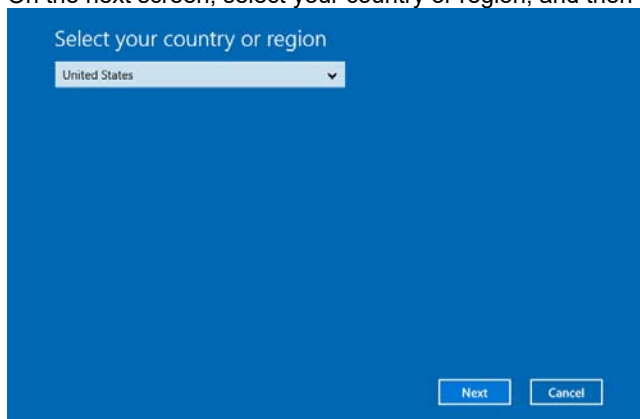 On the next screen, select your country or region, and then
Select your country or region
United States
Next
Cancel